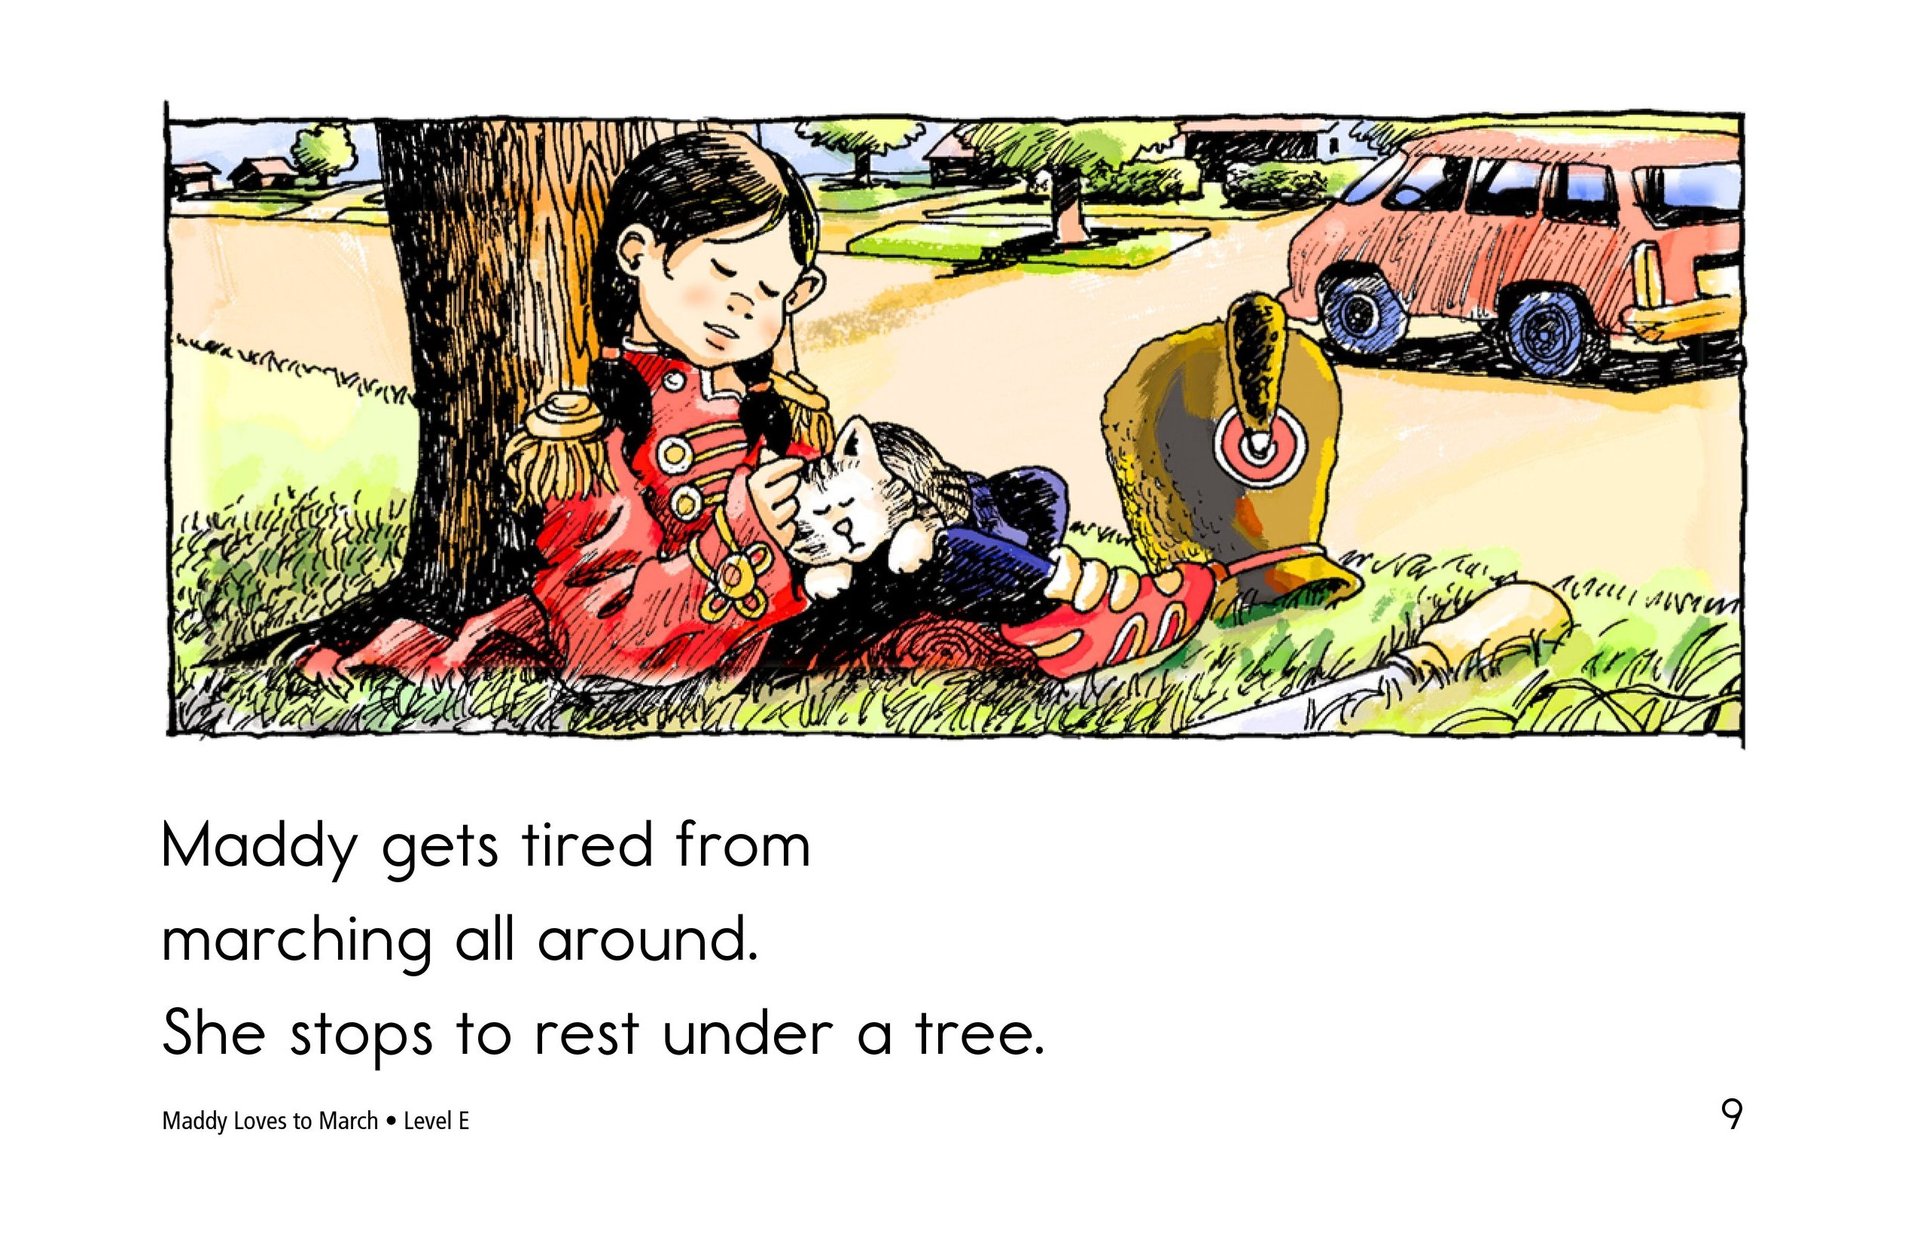 Maddy gets tired from
marching all around.
She stops to rest under a tree.
Maddy Loves to March • Level E
9